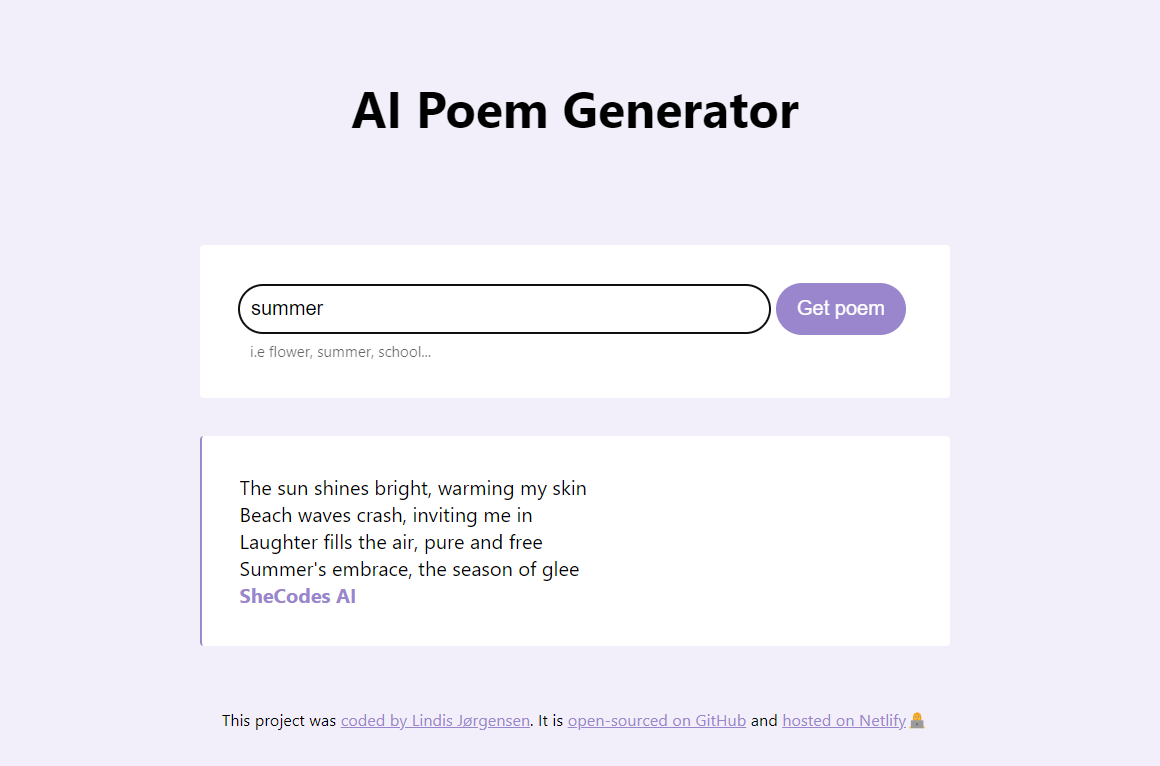 AI Poem Generator
summer
Get poem
i.e flower, summer, school...
The sun shines bright, warming my skin
Beach waves crash, inviting me in
Laughter fills the air, pure and free
Summer's embrace, the season of glee
SheCodes AI
This project was coded by Lindis Jørgensen. It is open-sourced on GitHub and hosted on Netlify